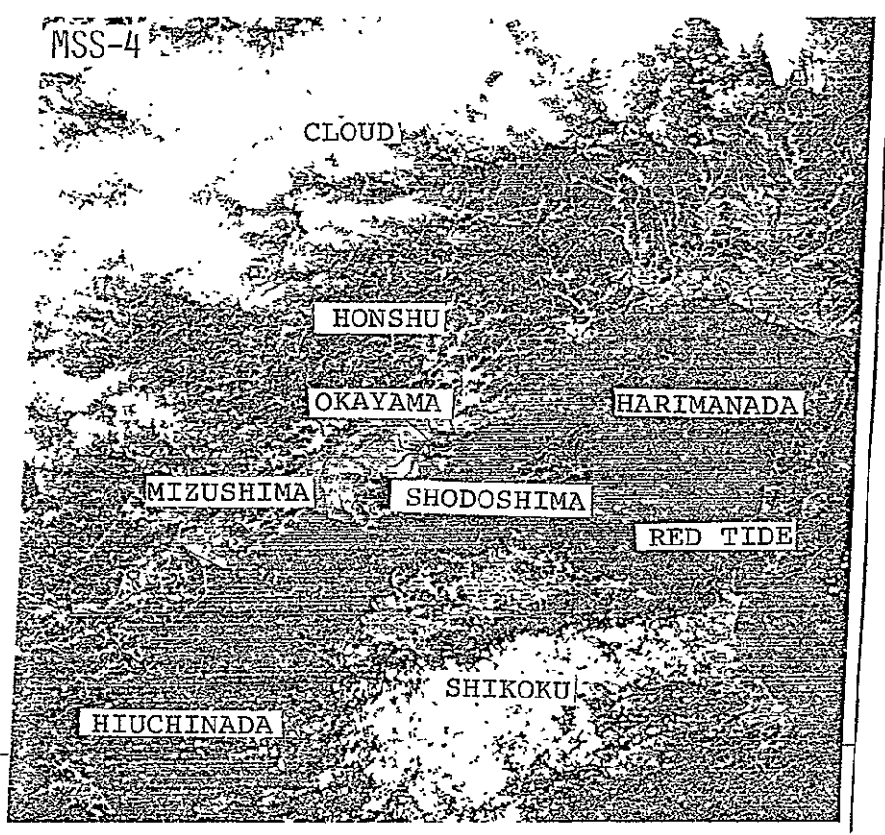 MSS-4
CLOUD
HONSHU
OKAYAMA
HARIMANADA
MIZUSHIMA
SHODOSHIMA
RED TIDE
SHIKOKU
HIUCHINADA